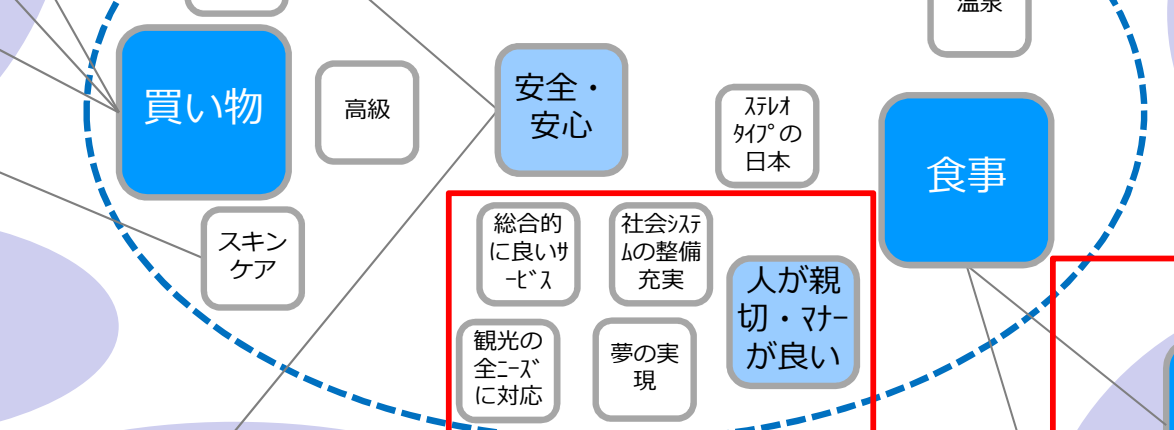 温泉
買い物
高級
安全・
安心
ｽﾃﾚｵ
ﾀｲﾌﾟの
日本
食事
スキン
ケア
総合的
に良いｻ
ｰﾋﾞｽ
社会ｼｽﾃ
ﾑの整備
充実
人が親
切・ﾏﾅｰ
が良い
観光の
全ﾆｰｽﾞ
に対応
夢の実
現